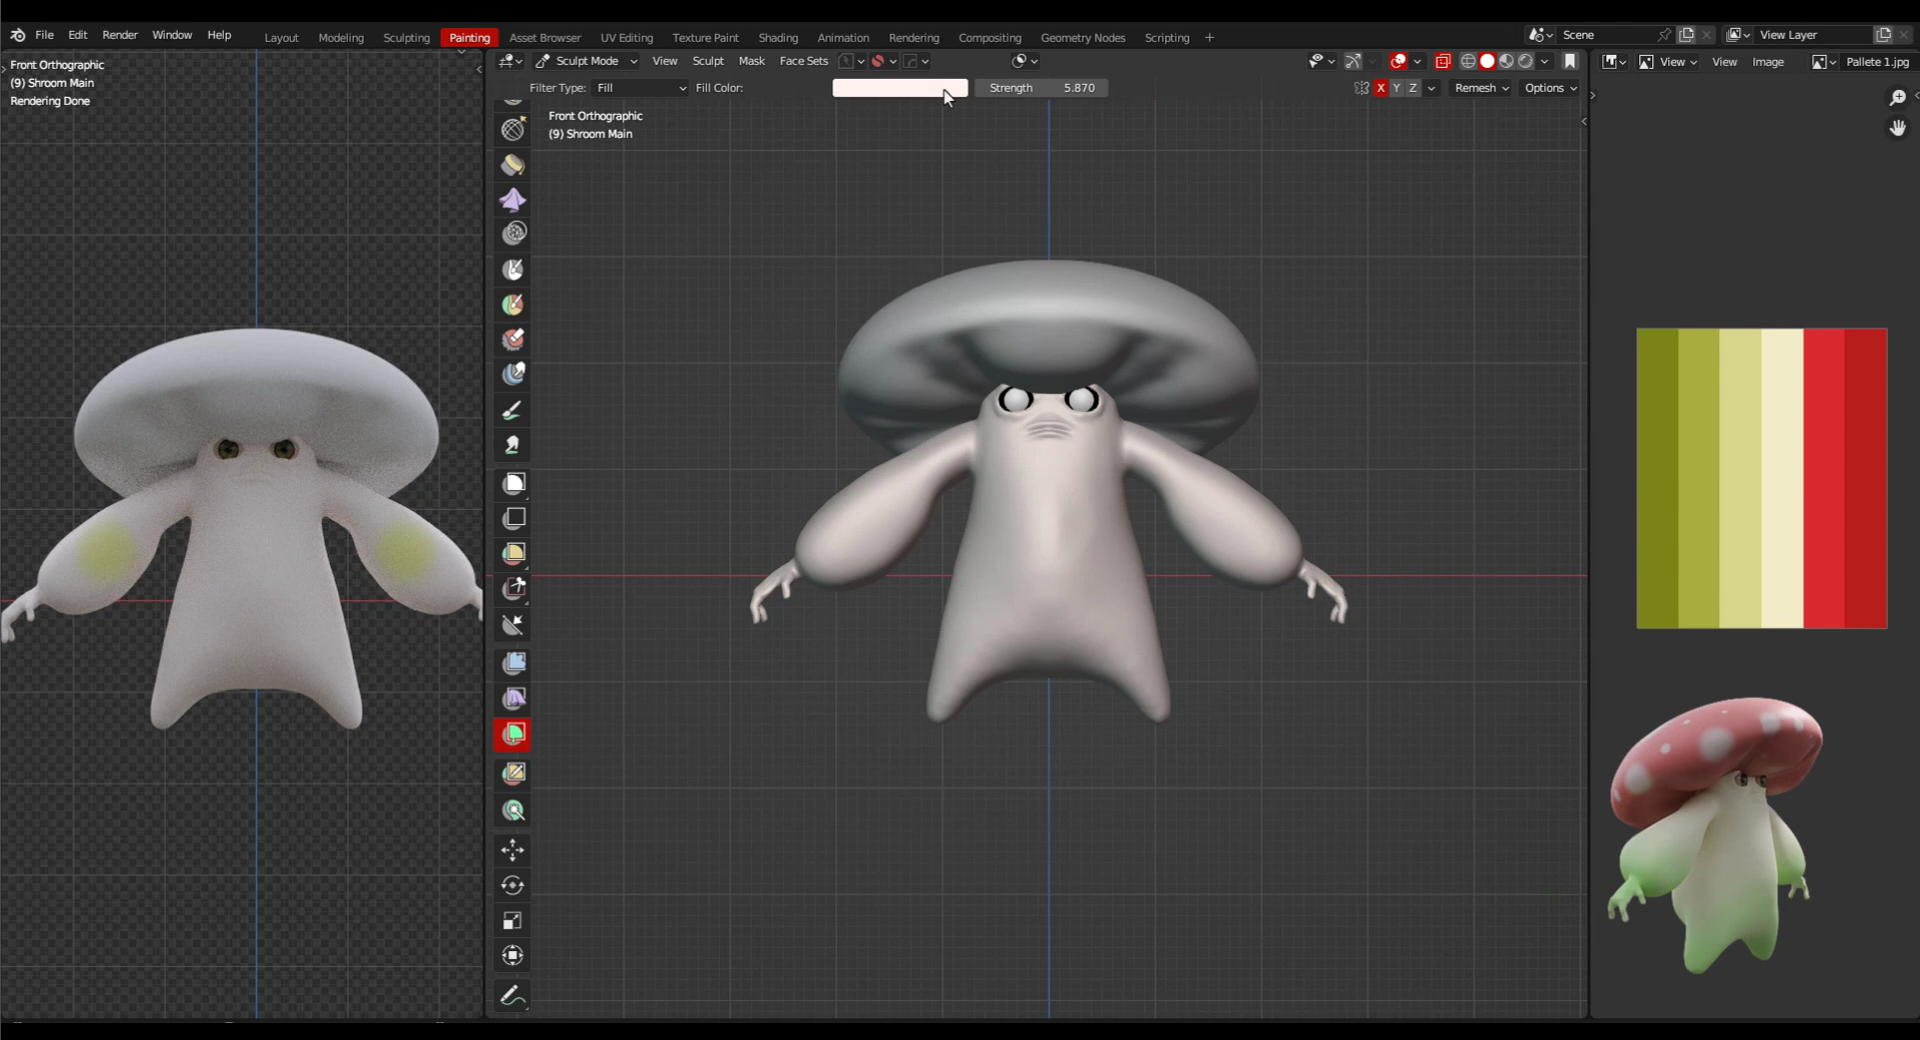 File Edit Render Window Help Layout Modeling Sculpting Painting Asset Browser UV Editing Texture Paint Shading Animation Rendering Compositing Geometry Nodes Scripting + Scene View Layer
Front Orthographic
(9) Shroom Main
Rendering Done
Sculpt Mode View Sculpt Mask Face Sets
View View Image Pallete 1.jpg
Filter Type: Fill Fill Color: Strength 5.870 X Y Z Remesh Options
Front Orthographic
(9) Shroom Main